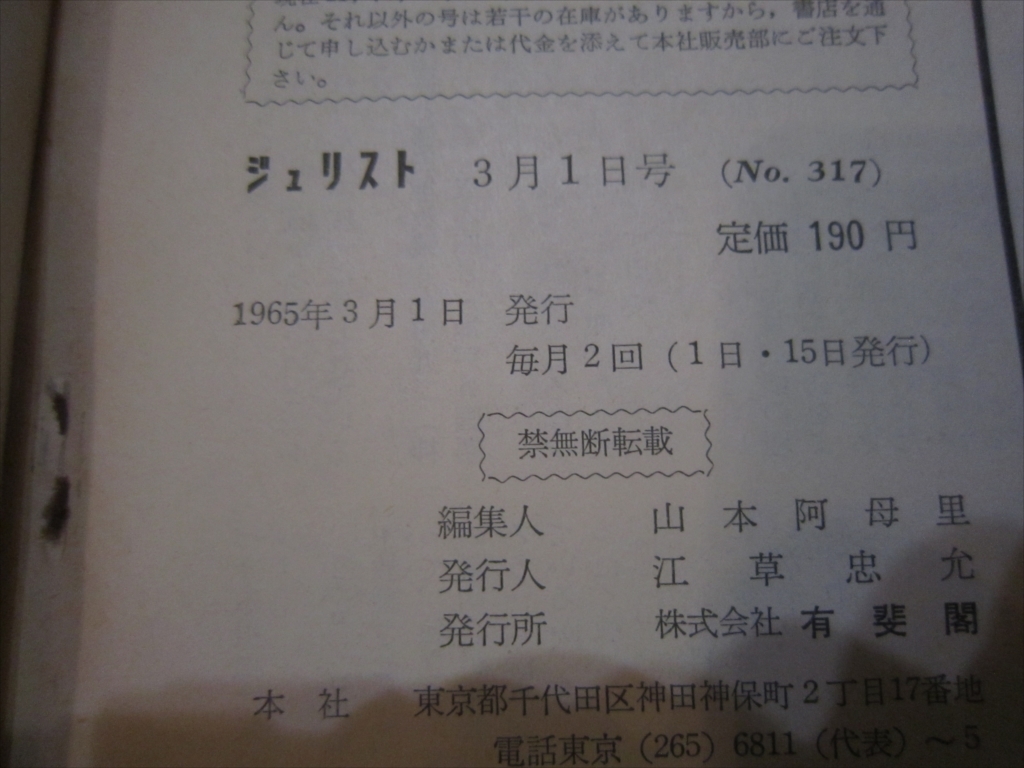 ん。それ以外の号は若干の在庫がありますから，書店を通
じて申し込むかまたは代金を添えて本社販売部にご注文下
さい。
ジュリスト 3月1日号 (No. 317)
定価 190 円
1965年3月1日 発行
毎月2回（1日・15日発行）
禁無断転載
編集人 山本阿母里
発行人 江草忠允
発行所 株式会社 有斐閣
本社 東京都千代田区神田神保町2丁目17番地
電話東京（265）6811（代表）～5